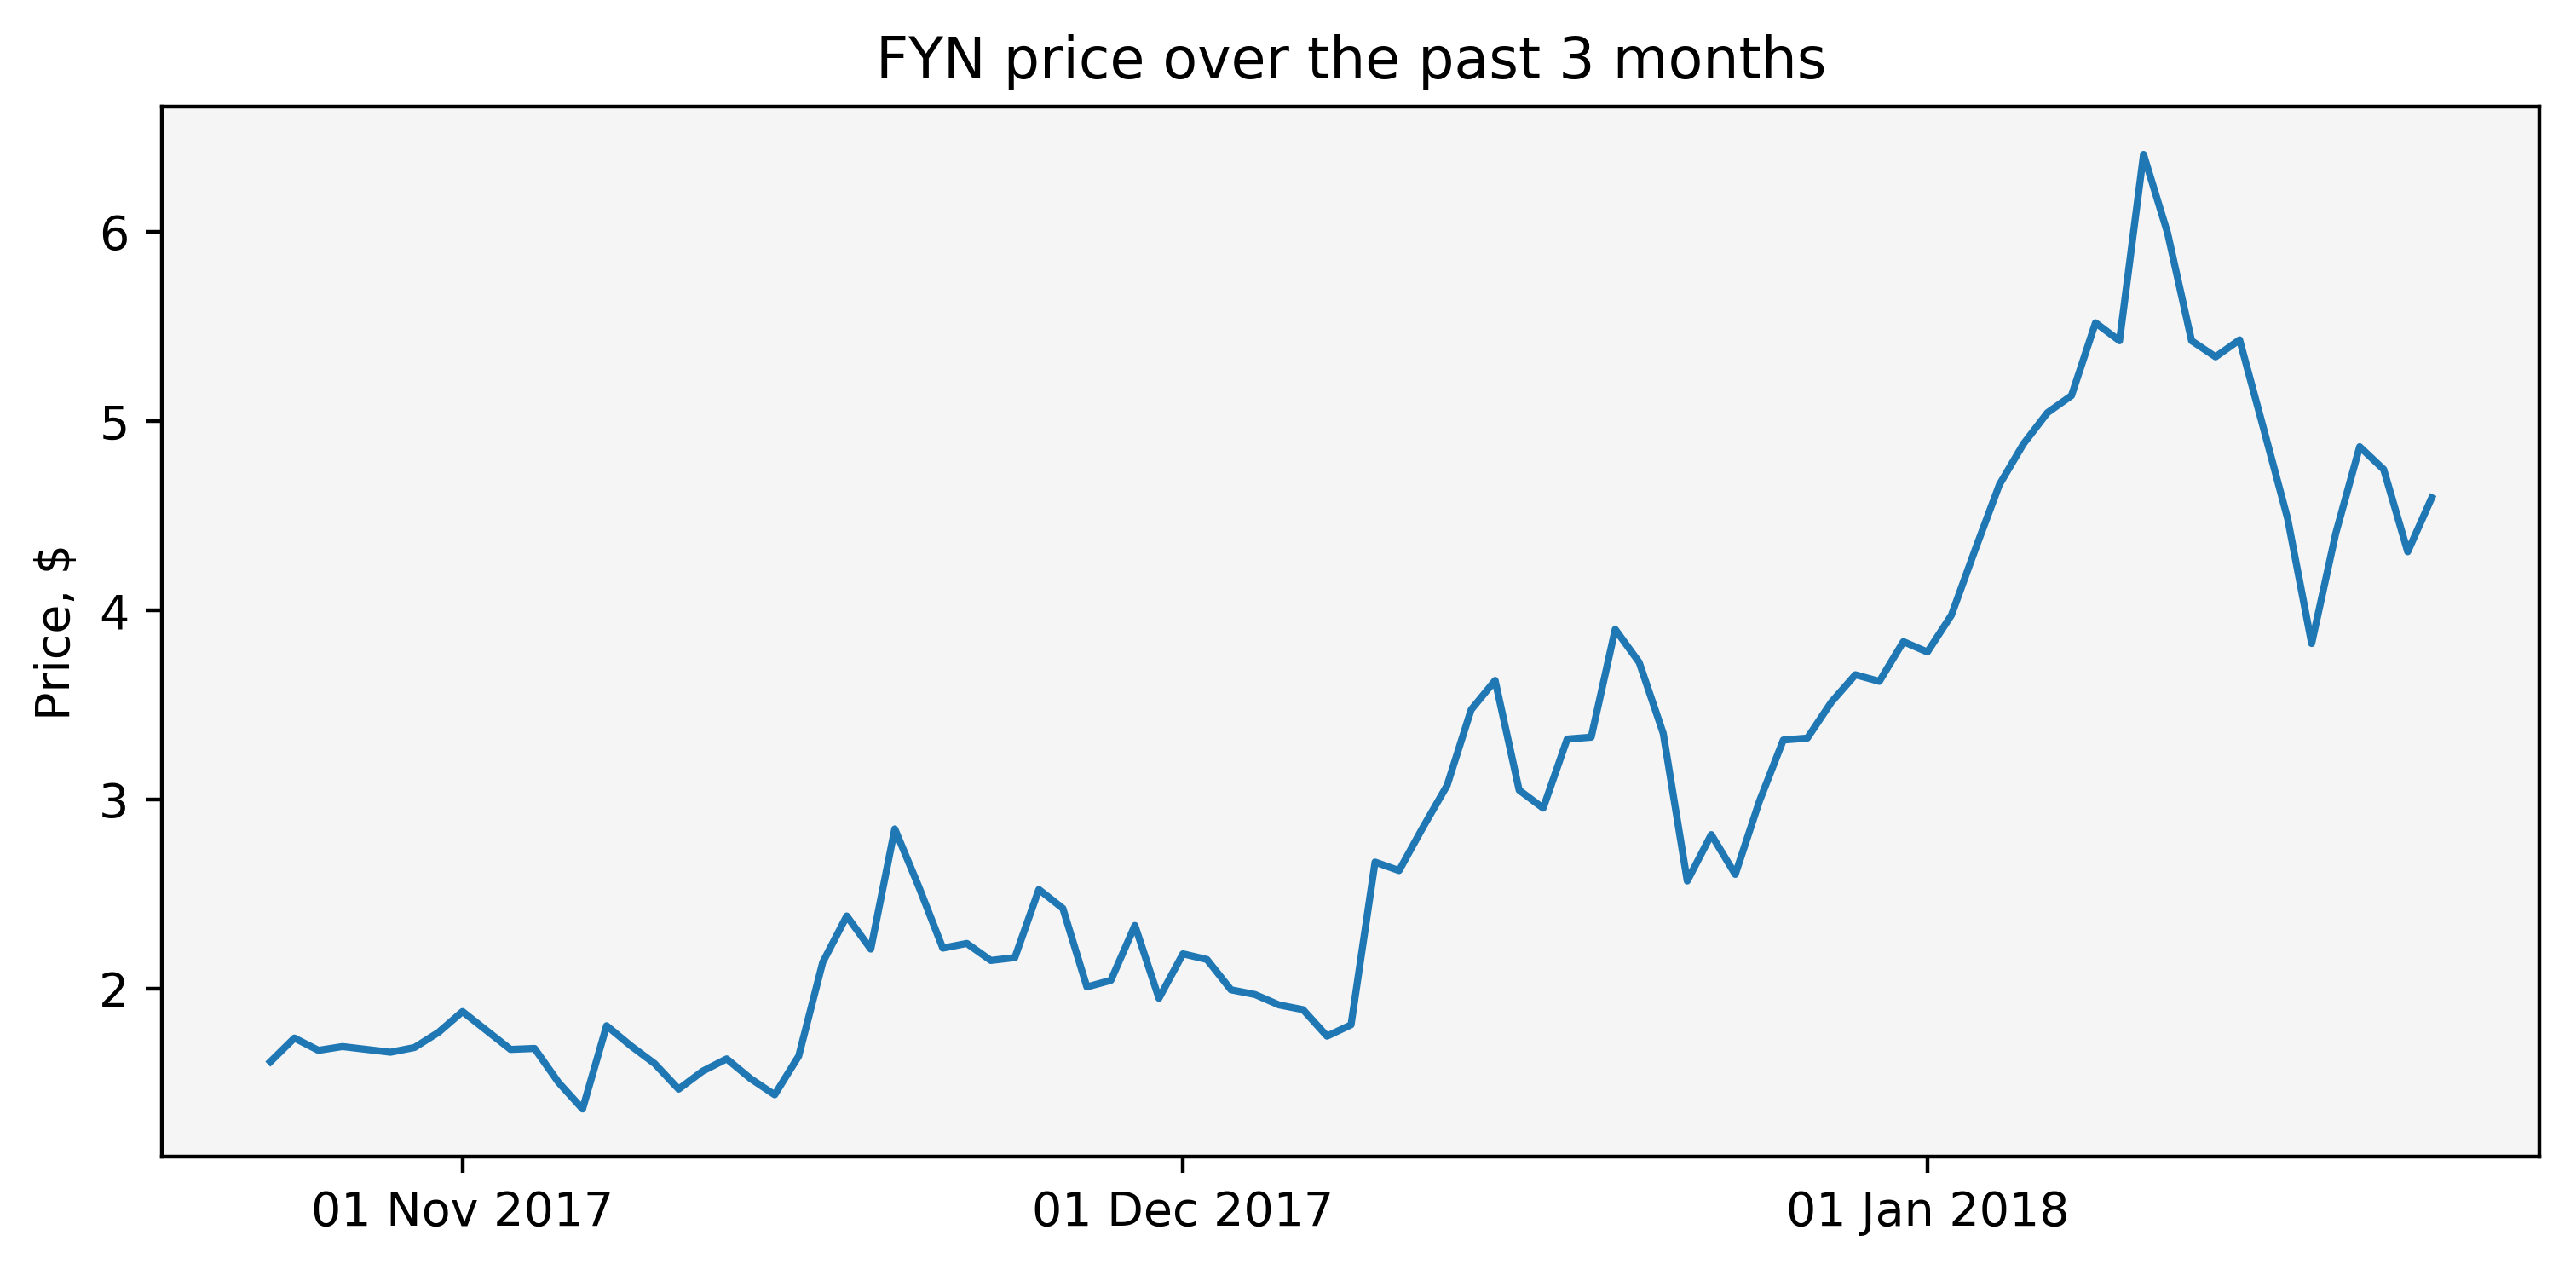 FYN price over the past 3 months
Price, $
6
5
4
3
2
01 Nov 2017
01 Dec 2017
01 Jan 2018